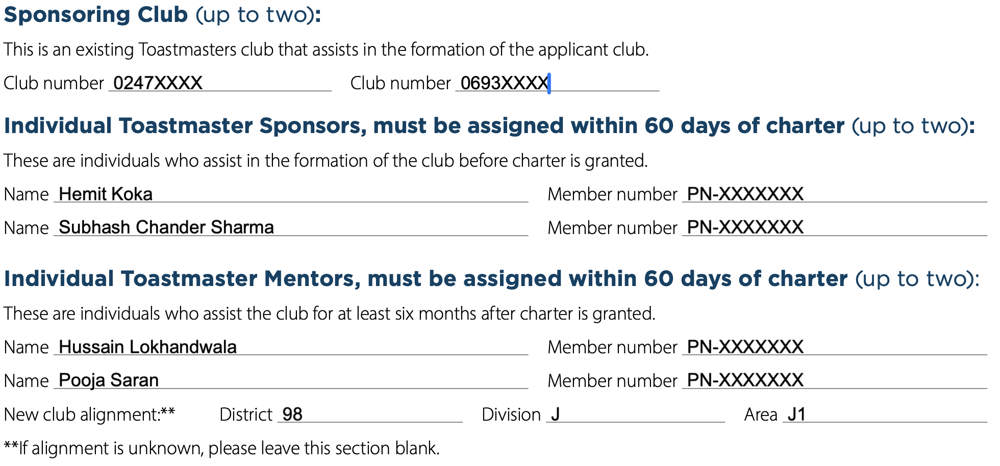 Sponsoring Club (up to two):
This is an existing Toastmasters club that assists in the formation of the applicant club.
Club number 0247XXXX Club number 0693XXXX
Individual Toastmaster Sponsors, must be assigned within 60 days of charter (up to two):
These are individuals who assist in the formation of the club before charter is granted.
Name Hemit Koka Member number PN-XXXXXXX
Name Subhash Chander Sharma Member number PN-XXXXXXX
Individual Toastmaster Mentors, must be assigned within 60 days of charter (up to two):
These are individuals who assist the club for at least six months after charter is granted.
Name Hussain Lokhandwala Member number PN-XXXXXXX
Name Pooja Saran Member number PN-XXXXXXX
New club alignment:** District 98 Division J Area J1
**If alignment is unknown, please leave this section blank.